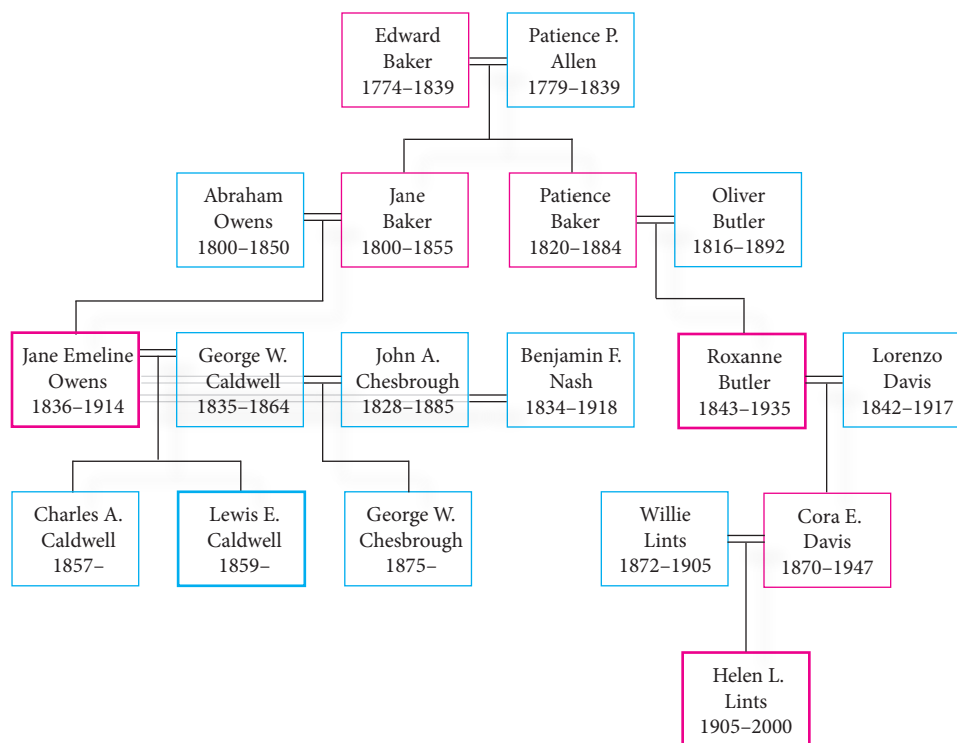 Edward
Baker
1774–1839
Patience P.
Allen
1779–1839
Abraham
Owens
1800–1850
Jane
Baker
1800–1855
Patience
Baker
1820–1884
Oliver
Butler
1816–1892
Jane Emeline
Owens
1836–1914
George W.
Caldwell
1835–1864
John A.
Chesbrough
1828–1885
Benjamin F.
Nash
1834–1918
Roxanne
Butler
1843–1935
Lorenzo
Davis
1842–1917
Charles A.
Caldwell
1857–
Lewis E.
Caldwell
1859–
George W.
Chesbrough
1875–
Willie
Lints
1872–1905
Cora E.
Davis
1870–1947
Helen L.
Lints
1905–2000